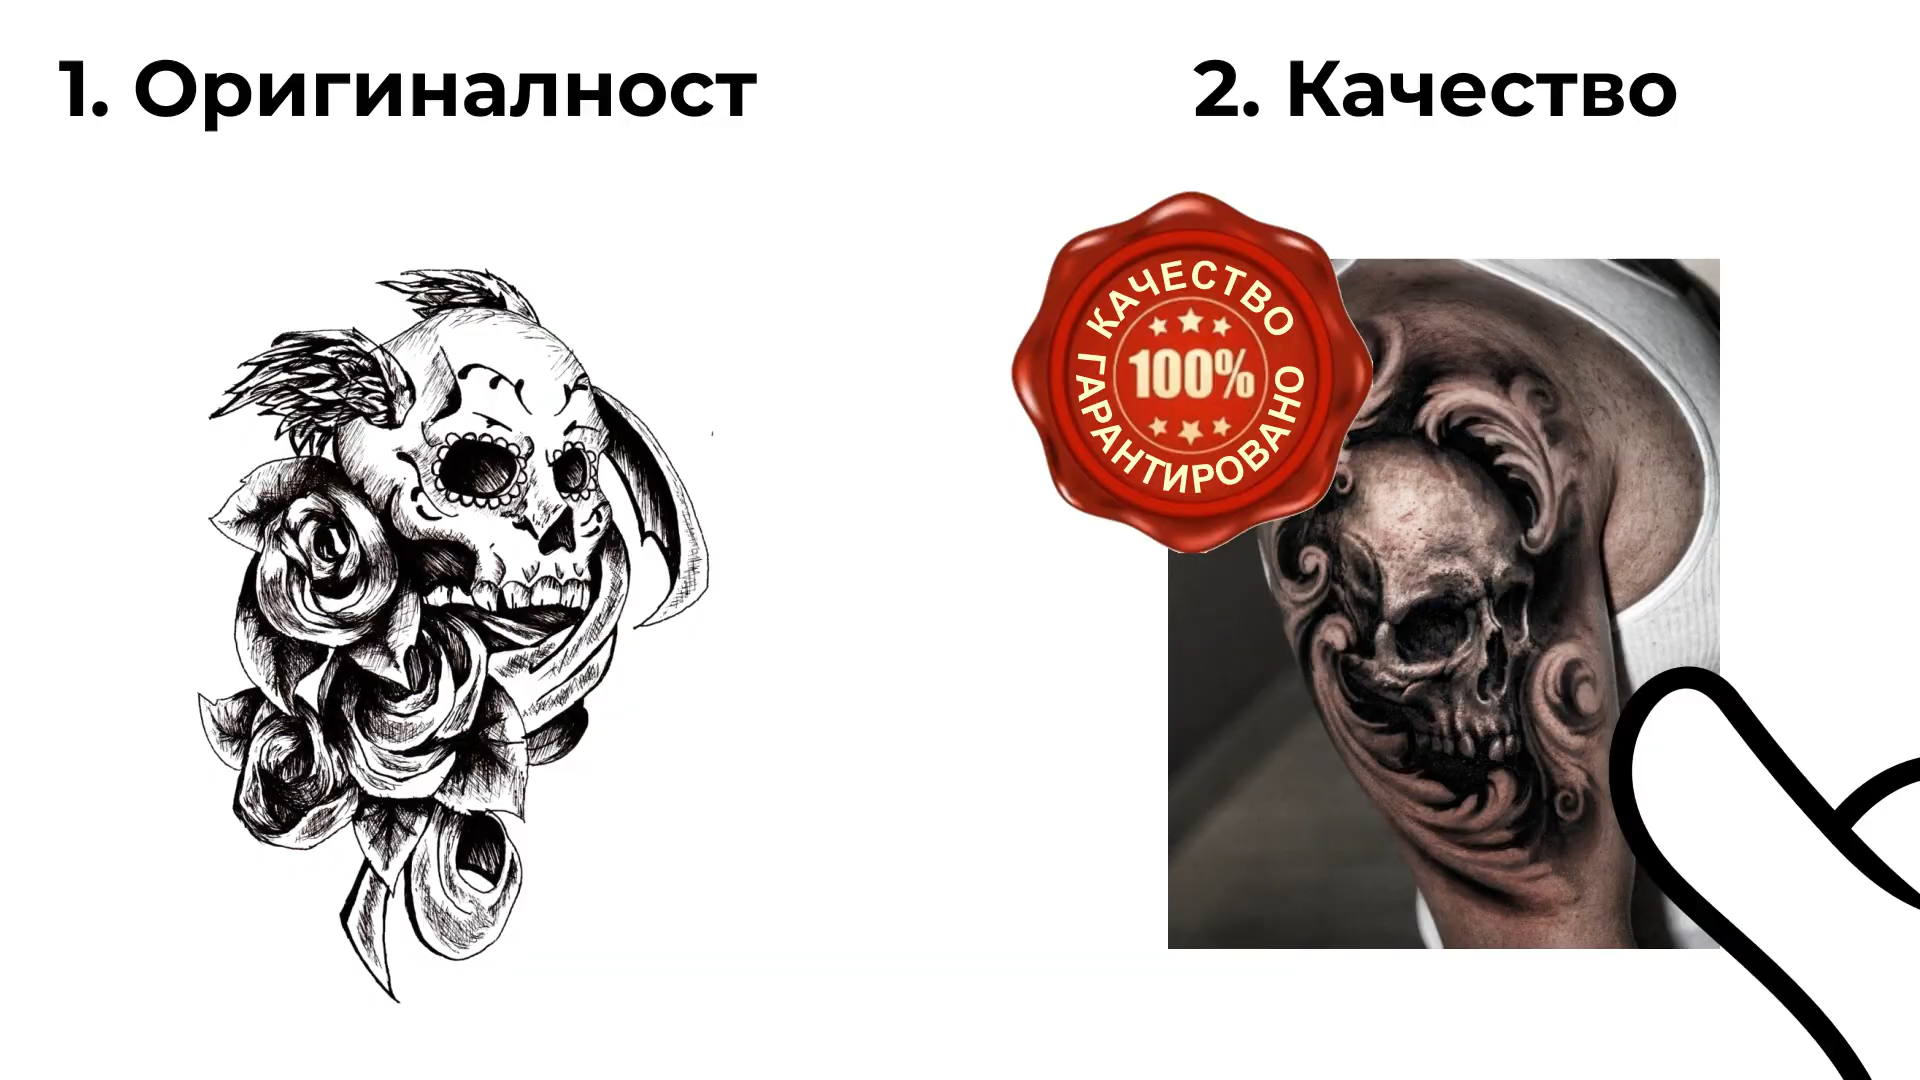 1. Оригиналност
2. Качество
КАЧЕСТВО
100%
ГАРАНТИРОВАНО